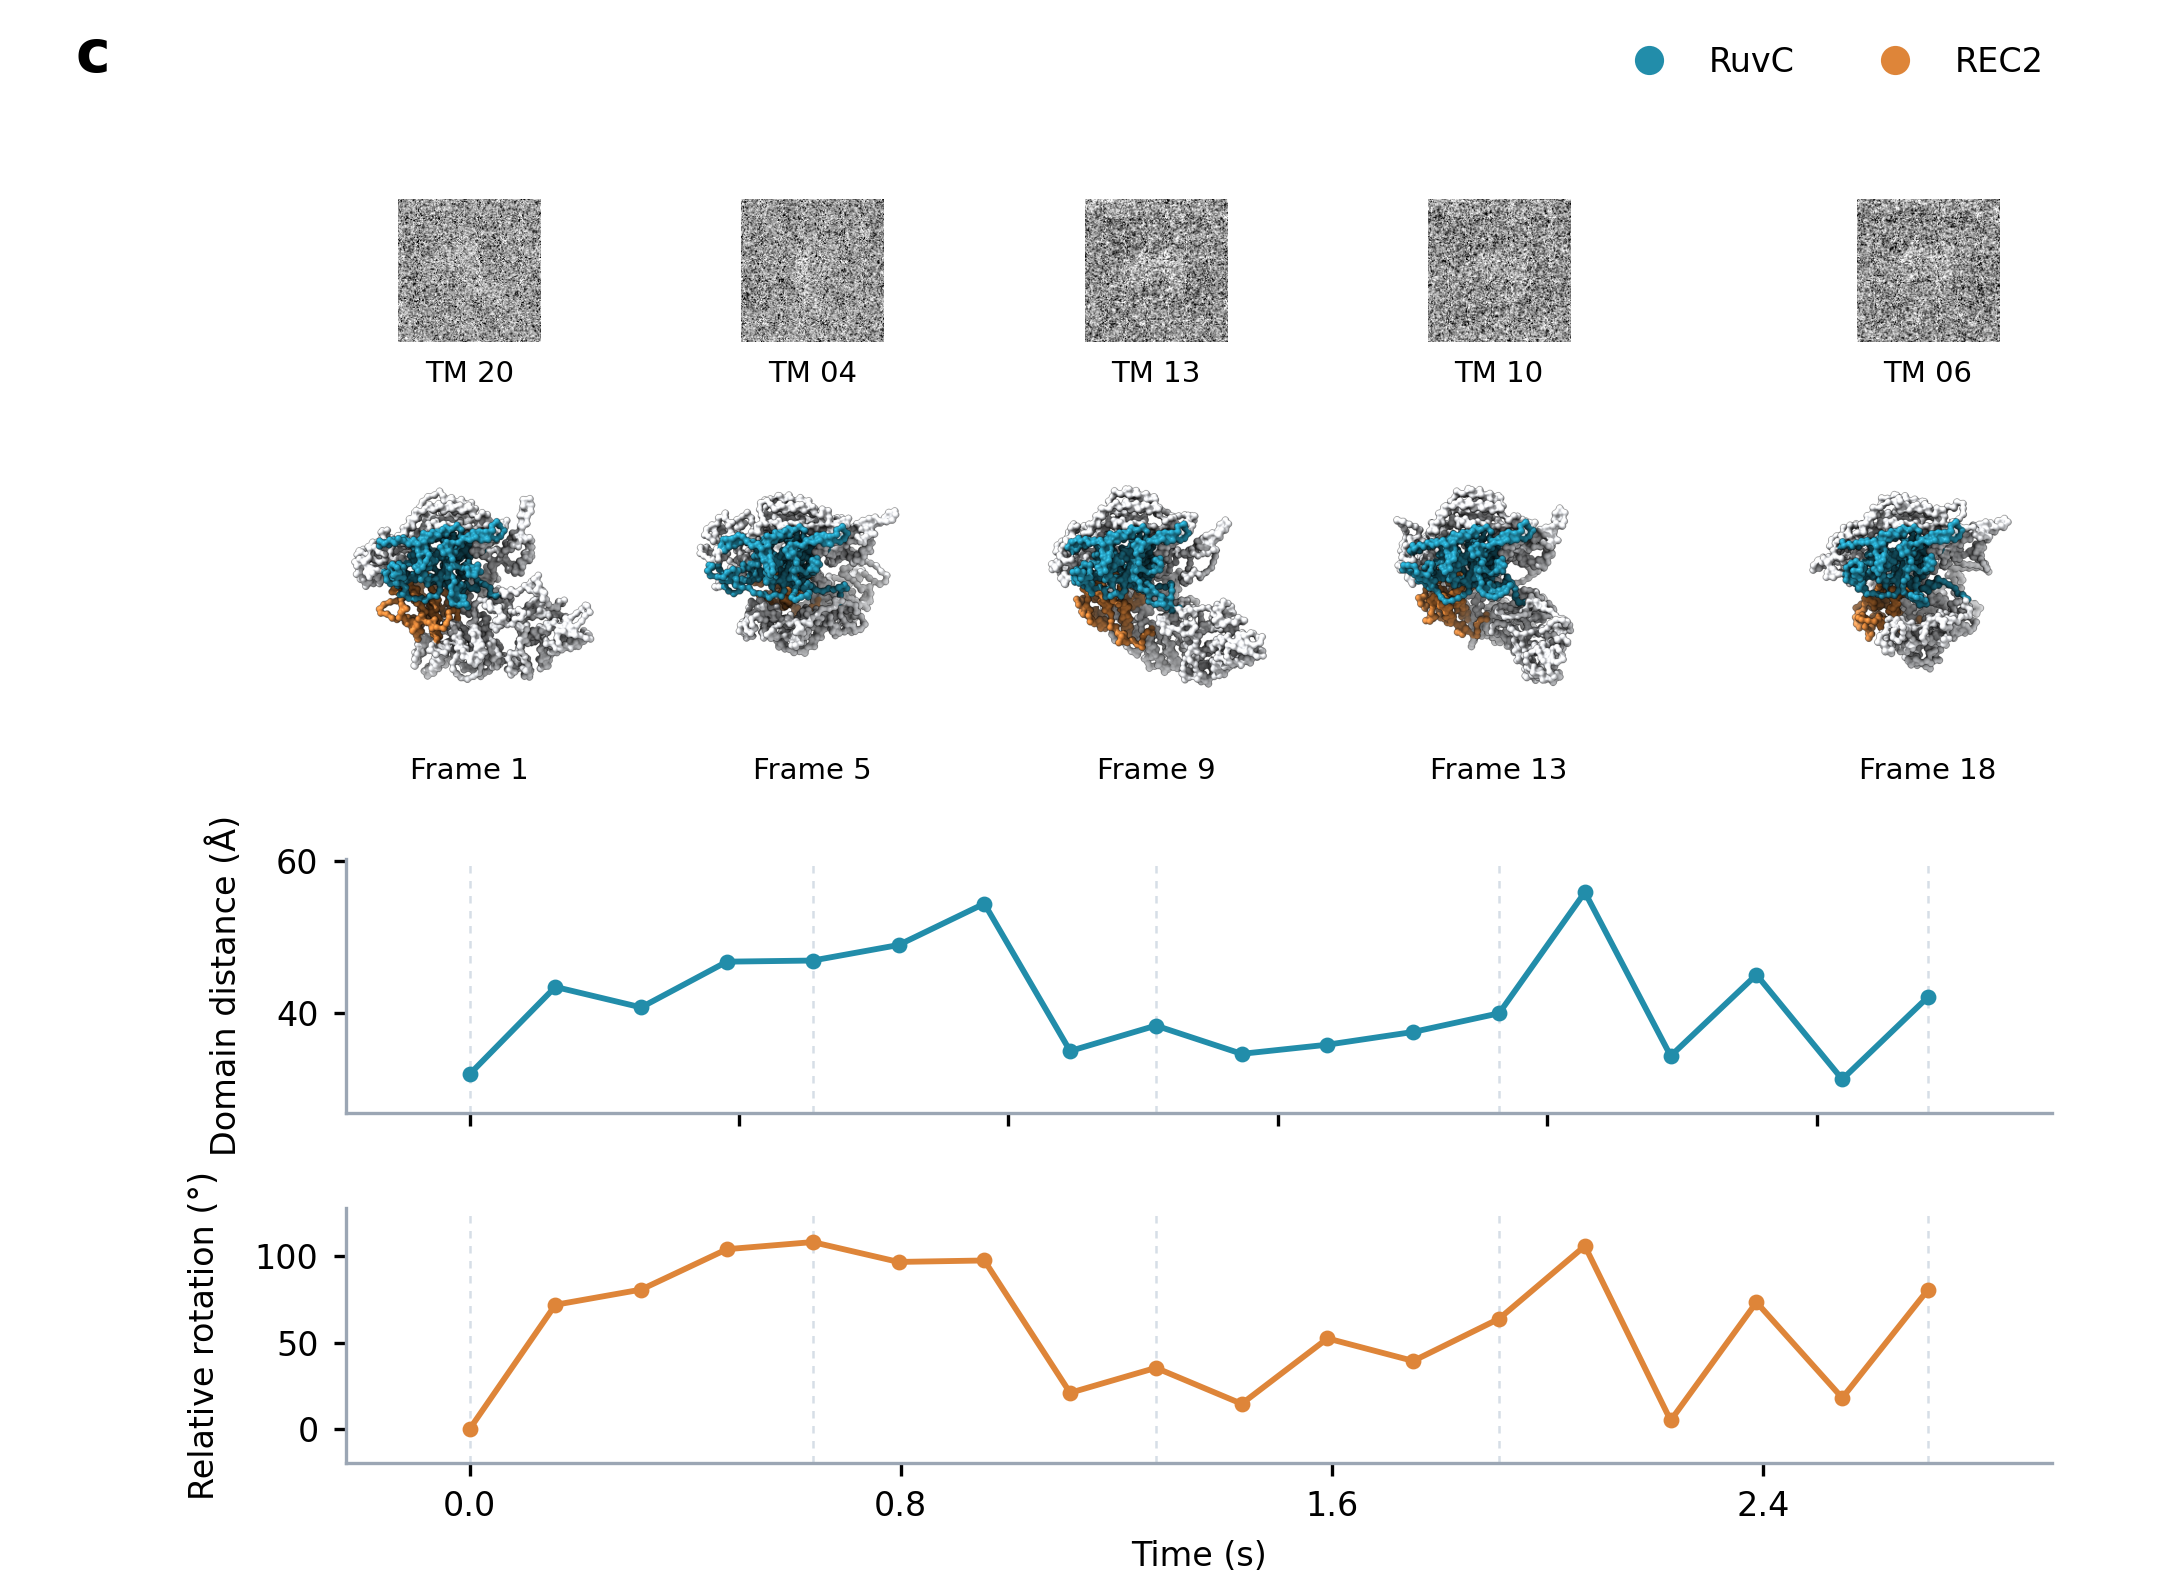 c
RuvC REC2
TM 20 TM 04 TM 13 TM 10 TM 06
Frame 1 Frame 5 Frame 9 Frame 13 Frame 18
Domain distance (Å)
60
40
Relative rotation (°)
100
50
0
0.0 0.8 1.6 2.4
Time (s)